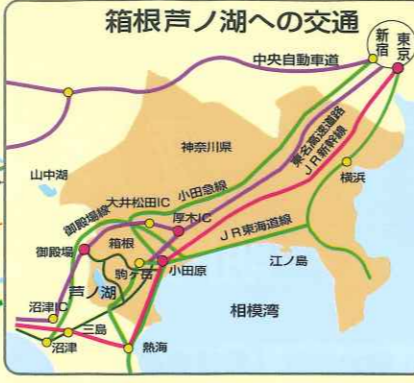 箱根芦ノ湖への交通
新宿
東京
中央自動車道
神奈川県
東名高速道路
JR新幹線
山中湖
横浜
大井松田IC
小田急線
御殿場線
厚木IC
JR東海道線
御殿場
箱根
駒ヶ岳
小田原
江ノ島
芦ノ湖
沼津IC
相模湾
三島
沼津
熱海